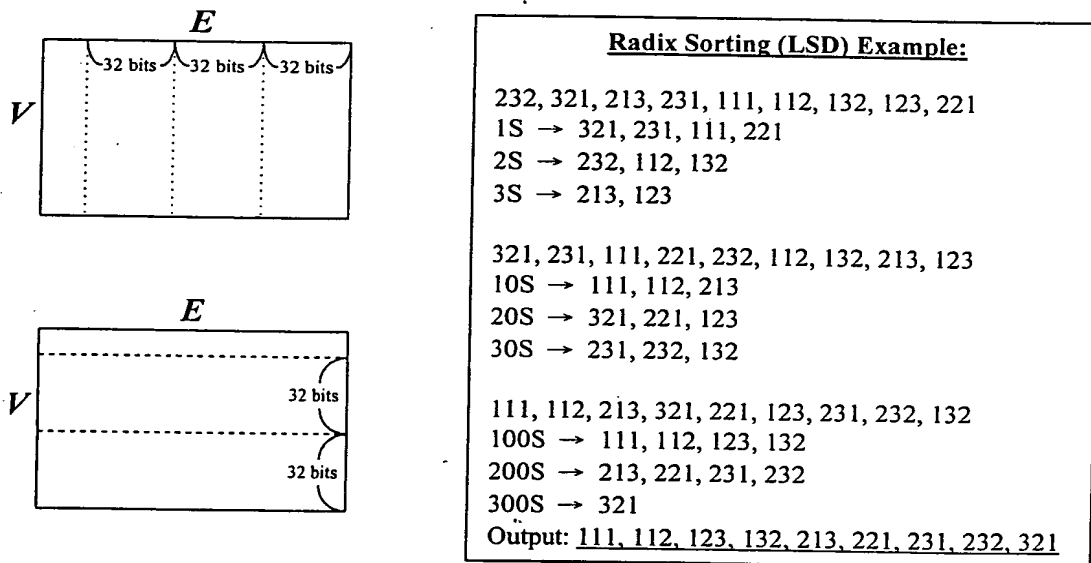 E
32 bits 32 bits 32 bits
V
E
V
32 bits
32 bits
Radix Sorting (LSD) Example:
232, 321, 213, 231, 111, 112, 132, 123, 221
1S → 321, 231, 111, 221
2S → 232, 112, 132
3S → 213, 123
321, 231, 111, 221, 232, 112, 132, 213, 123
10S → 111, 112, 213
20S → 321, 221, 123
30S → 231, 232, 132
111, 112, 213, 321, 221, 123, 231, 232, 132
100S → 111, 112, 123, 132
200S → 213, 221, 231, 232
300S → 321
Output: 111, 112, 123, 132, 213, 221, 231, 232, 321